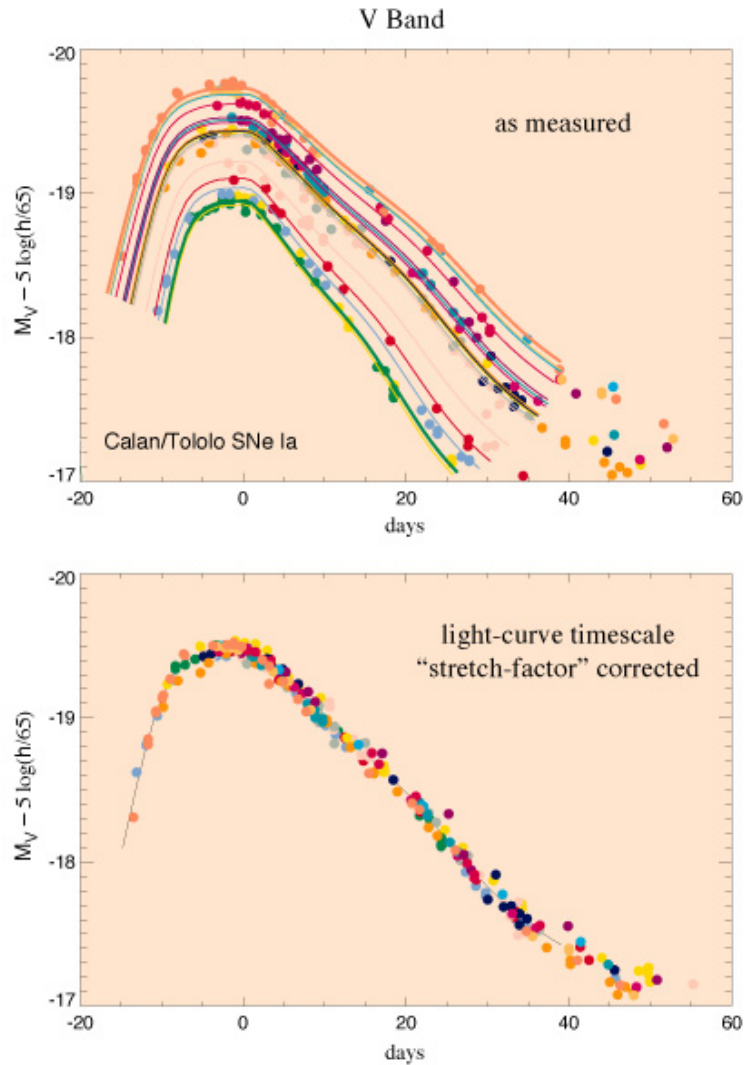 V Band
-20
-19
-18
-17
M_V – 5 log(h/65)
as measured
Calan/Tololo SNe Ia
-20 0 20 40 60
days
-20
-19
-18
-17
M_V – 5 log(h/65)
light-curve timescale
“stretch-factor” corrected
-20 0 20 40 60
days